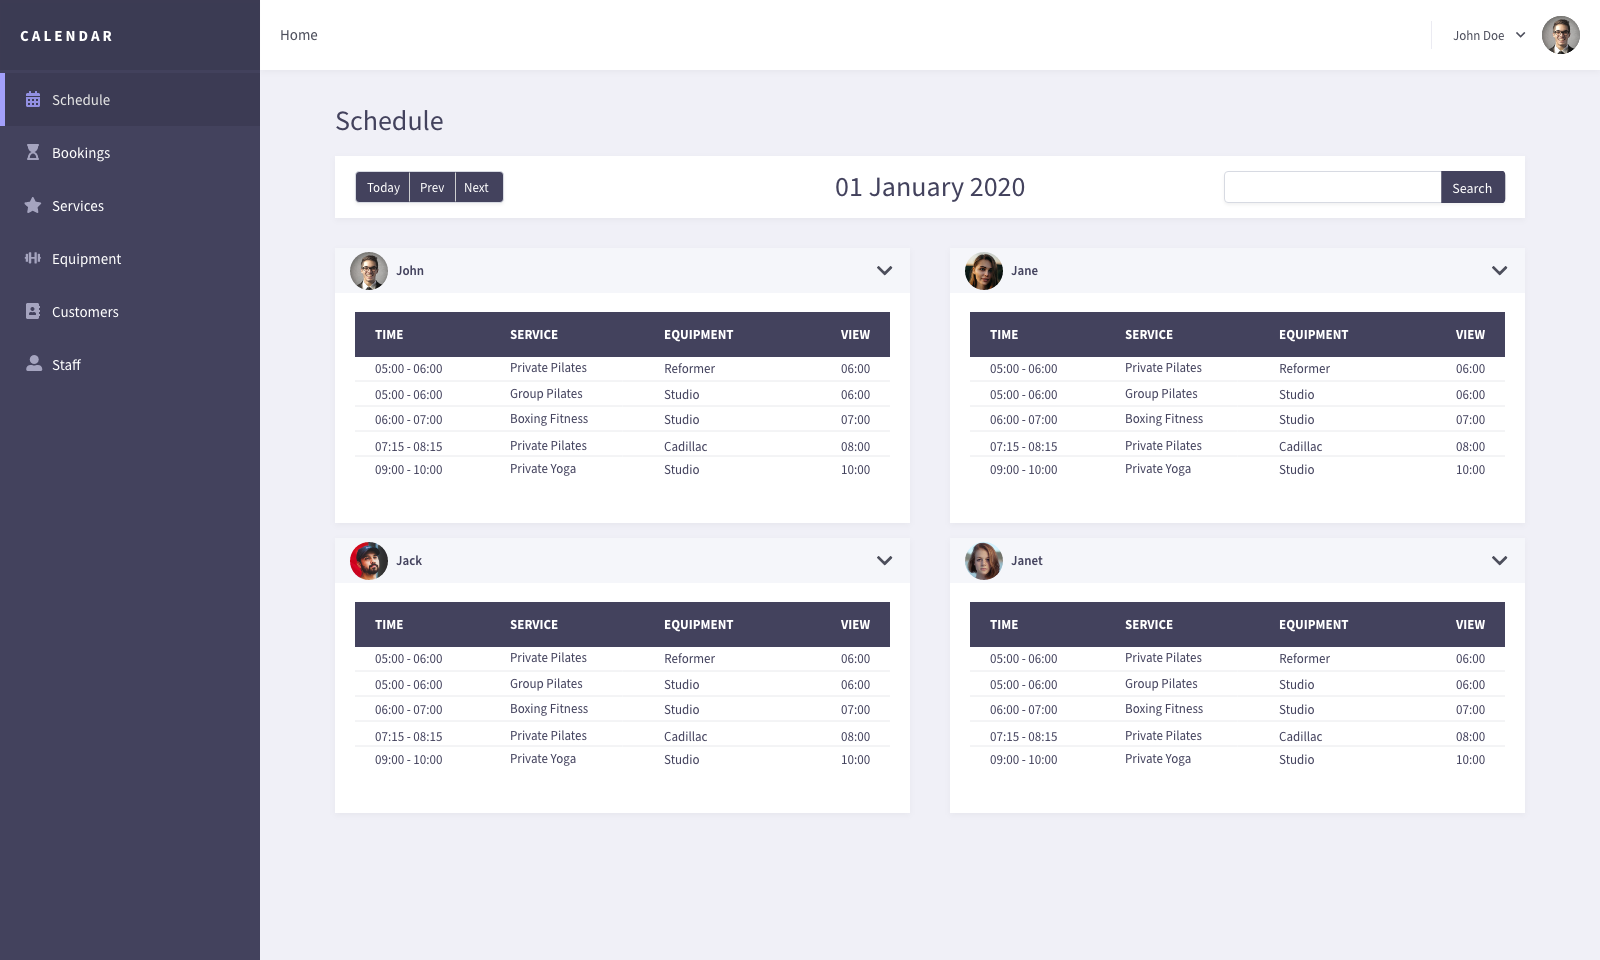 CALENDAR
Home
John Doe
Schedule
Bookings
Services
Equipment
Customers
Staff
Schedule
Today Prev Next
01 January 2020
Search
John
TIME SERVICE EQUIPMENT VIEW
05:00 - 06:00 Private Pilates Reformer 06:00
05:00 - 06:00 Group Pilates Studio 06:00
06:00 - 07:00 Boxing Fitness Studio 07:00
07:15 - 08:15 Private Pilates Cadillac 08:00
09:00 - 10:00 Private Yoga Studio 10:00
Jane
TIME SERVICE EQUIPMENT VIEW
05:00 - 06:00 Private Pilates Reformer 06:00
05:00 - 06:00 Group Pilates Studio 06:00
06:00 - 07:00 Boxing Fitness Studio 07:00
07:15 - 08:15 Private Pilates Cadillac 08:00
09:00 - 10:00 Private Yoga Studio 10:00
Jack
TIME SERVICE EQUIPMENT VIEW
05:00 - 06:00 Private Pilates Reformer 06:00
05:00 - 06:00 Group Pilates Studio 06:00
06:00 - 07:00 Boxing Fitness Studio 07:00
07:15 - 08:15 Private Pilates Cadillac 08:00
09:00 - 10:00 Private Yoga Studio 10:00
Janet
TIME SERVICE EQUIPMENT VIEW
05:00 - 06:00 Private Pilates Reformer 06:00
05:00 - 06:00 Group Pilates Studio 06:00
06:00 - 07:00 Boxing Fitness Studio 07:00
07:15 - 08:15 Private Pilates Cadillac 08:00
09:00 - 10:00 Private Yoga Studio 10:00